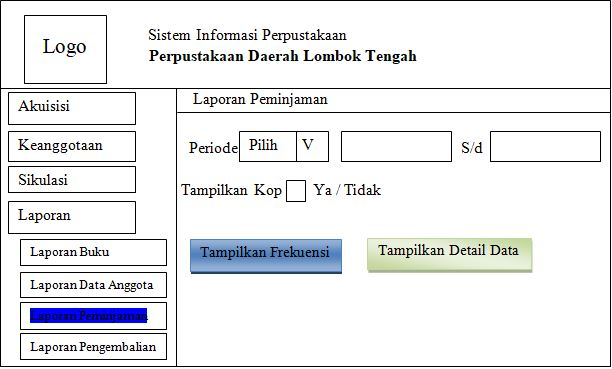 Logo
Sistem Informasi Perpustakaan
Perpustakaan Daerah Lombok Tengah
Akuisisi
Keanggotaan
Sikulasi
Laporan
Laporan Buku
Laporan Data Anggota
Laporan Peminjaman
Laporan Pengembalian
Laporan Peminjaman
Periode Pilih V S/d
Tampilkan Kop Ya / Tidak
Tampilkan Frekuensi Tampilkan Detail Data